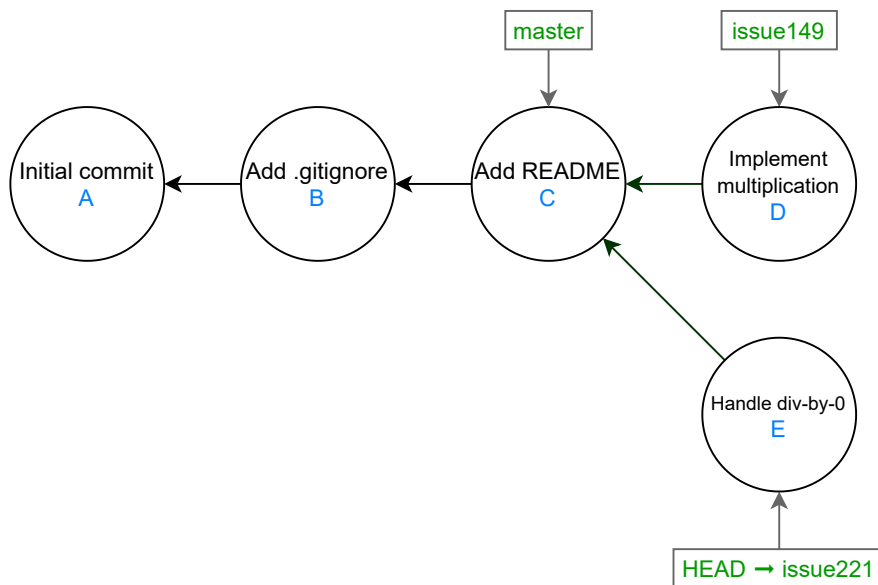 master
issue149
Initial commit
A
Add .gitignore
B
Add README
C
Implement
multiplication
D
Handle div-by-0
E
HEAD → issue221